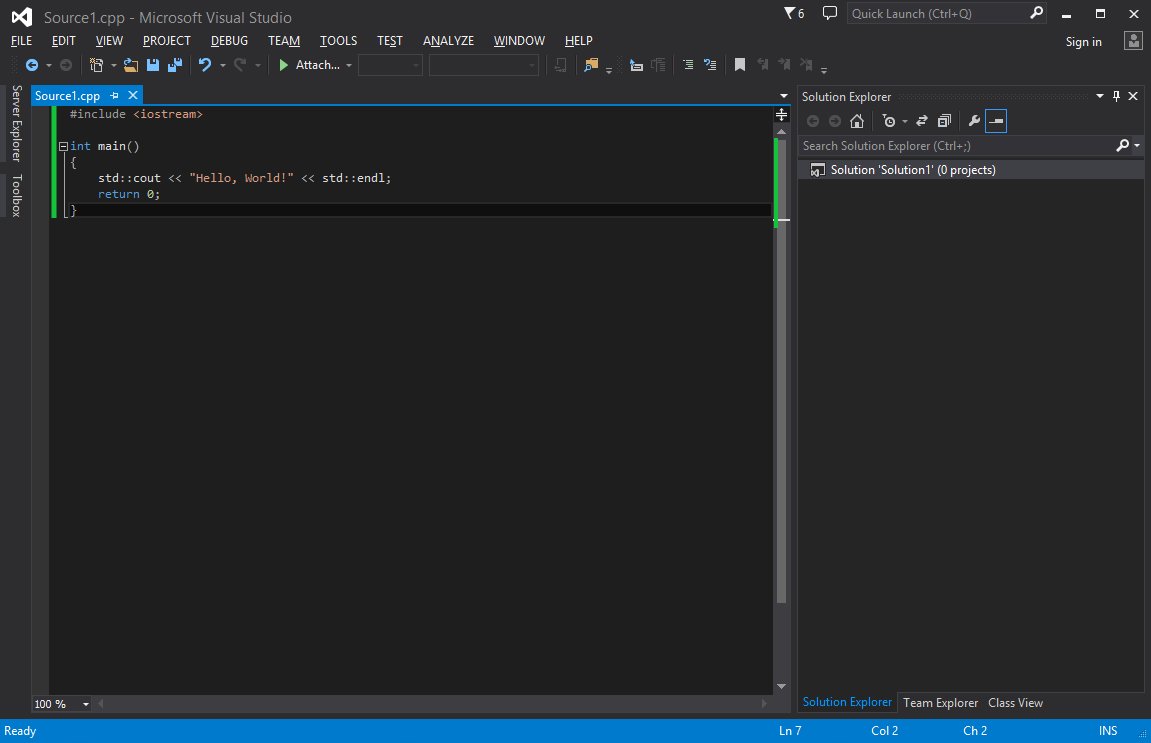 Source1.cpp - Microsoft Visual Studio
6
Quick Launch (Ctrl+Q)
FILE EDIT VIEW PROJECT DEBUG TEAM TOOLS TEST ANALYZE WINDOW HELP
Sign in
Attach...
Server Explorer
Toolbox
Source1.cpp
#include <iostream>
int main()
{
std::cout << "Hello, World!" << std::endl;
return 0;
}
100 %
Solution Explorer
Search Solution Explorer (Ctrl+;)
Solution 'Solution1' (0 projects)
Solution Explorer Team Explorer Class View
Ready Ln 7 Col 2 Ch 2 INS